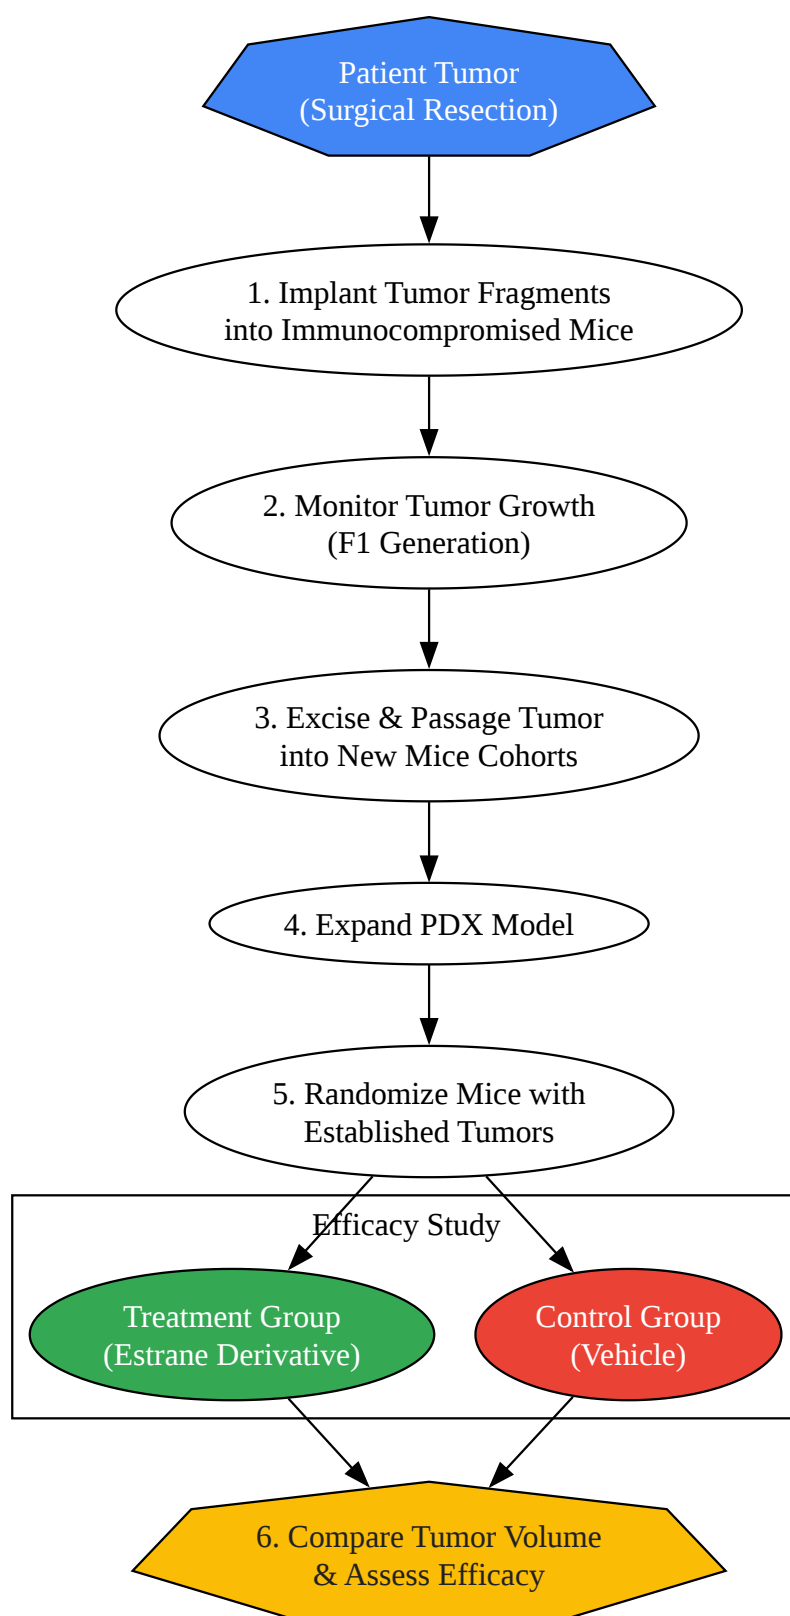 Patient Tumor
(Surgical Resection)
1. Implant Tumor Fragments
into Immunocompromised Mice
2. Monitor Tumor Growth
(F1 Generation)
3. Excise & Passage Tumor
into New Mice Cohorts
4. Expand PDX Model
5. Randomize Mice with
Established Tumors
Efficacy Study
Treatment Group
(Estrane Derivative)
Control Group
(Vehicle)
6. Compare Tumor Volume
& Assess Efficacy